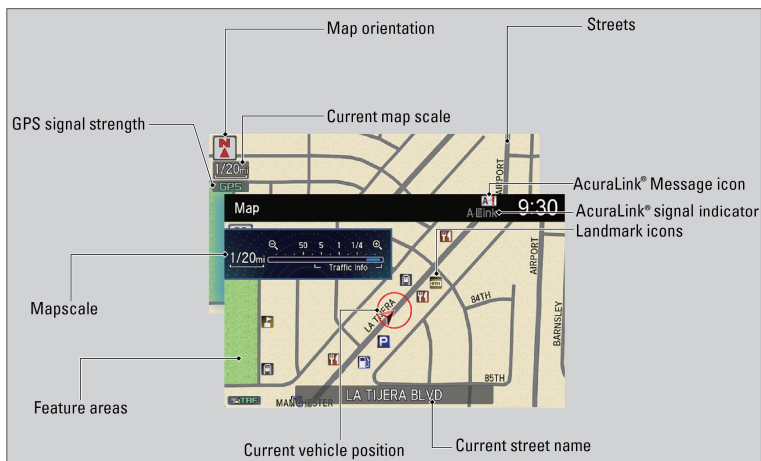 Map orientation
Streets
GPS signal strength
Current map scale
N
1/20mi
GPS
AIRPORT
AcuraLink® Message icon
Map
9:30
AcuraLink® signal indicator
Landmark icons
50 5 1 1/4
1/20mi
Traffic Info
AIRPORT
Mapscale
LA TIJERA
84TH
BARNSLEY
P
85TH
Feature areas
TRF
MANCHESTER
LA TIJERA BLVD
Current vehicle position
Current street name